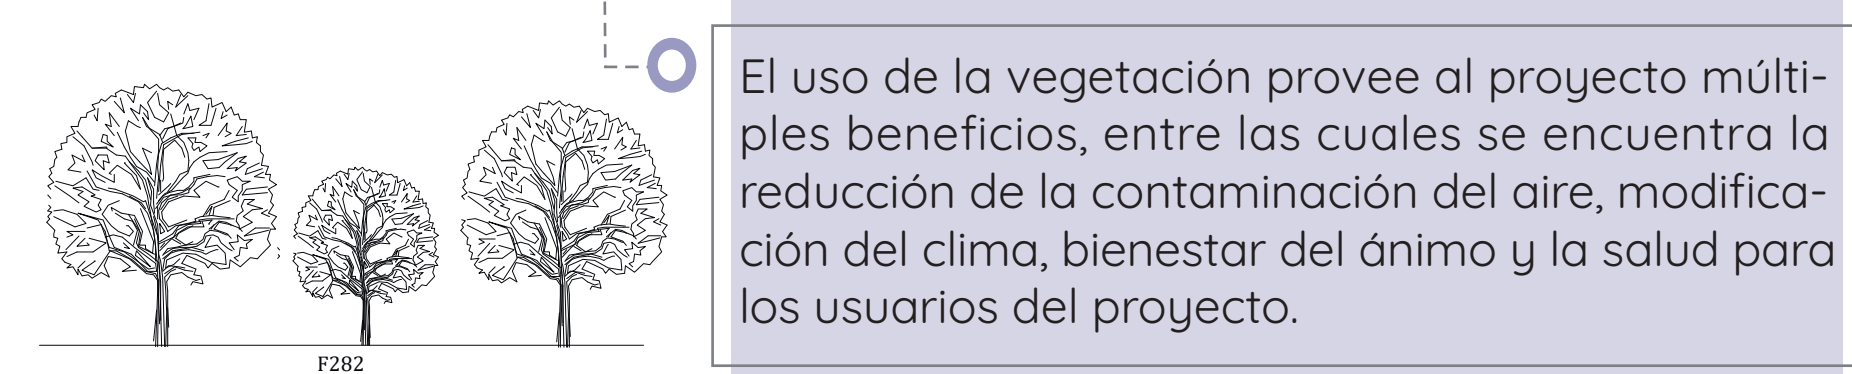 El uso de la vegetación provee al proyecto múlti-
ples beneficios, entre las cuales se encuentra la
reducción de la contaminación del aire, modifica-
ción del clima, bienestar del ánimo y la salud para
los usuarios del proyecto.
F282